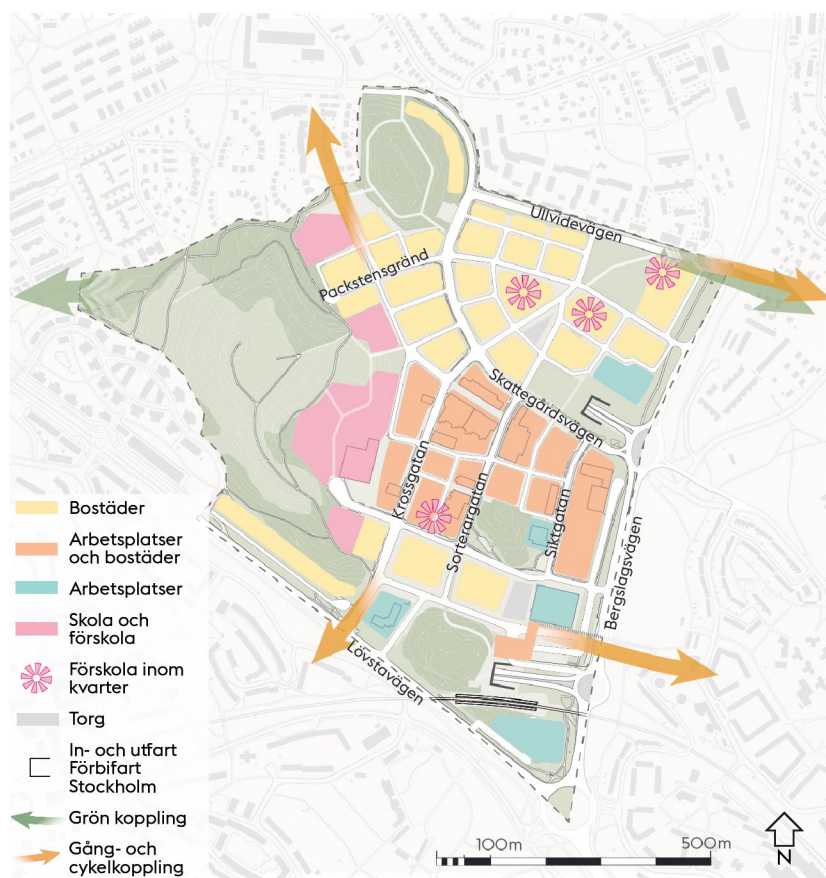 Ullvidevägen
Packstensgränd
Skattegårdsvägen
Krossgatan
Sorterargatan
Siktgatan
Bergslagsvägen
Lövstavägen
Bostäder
Arbetsplatser
och bostäder
Arbetsplatser
Skola och
förskola
Förskola inom
kvarter
Torg
In- och utfart
Förbifart
Stockholm
Grön koppling
Gång- och
cykelkoppling
100m
500m
N